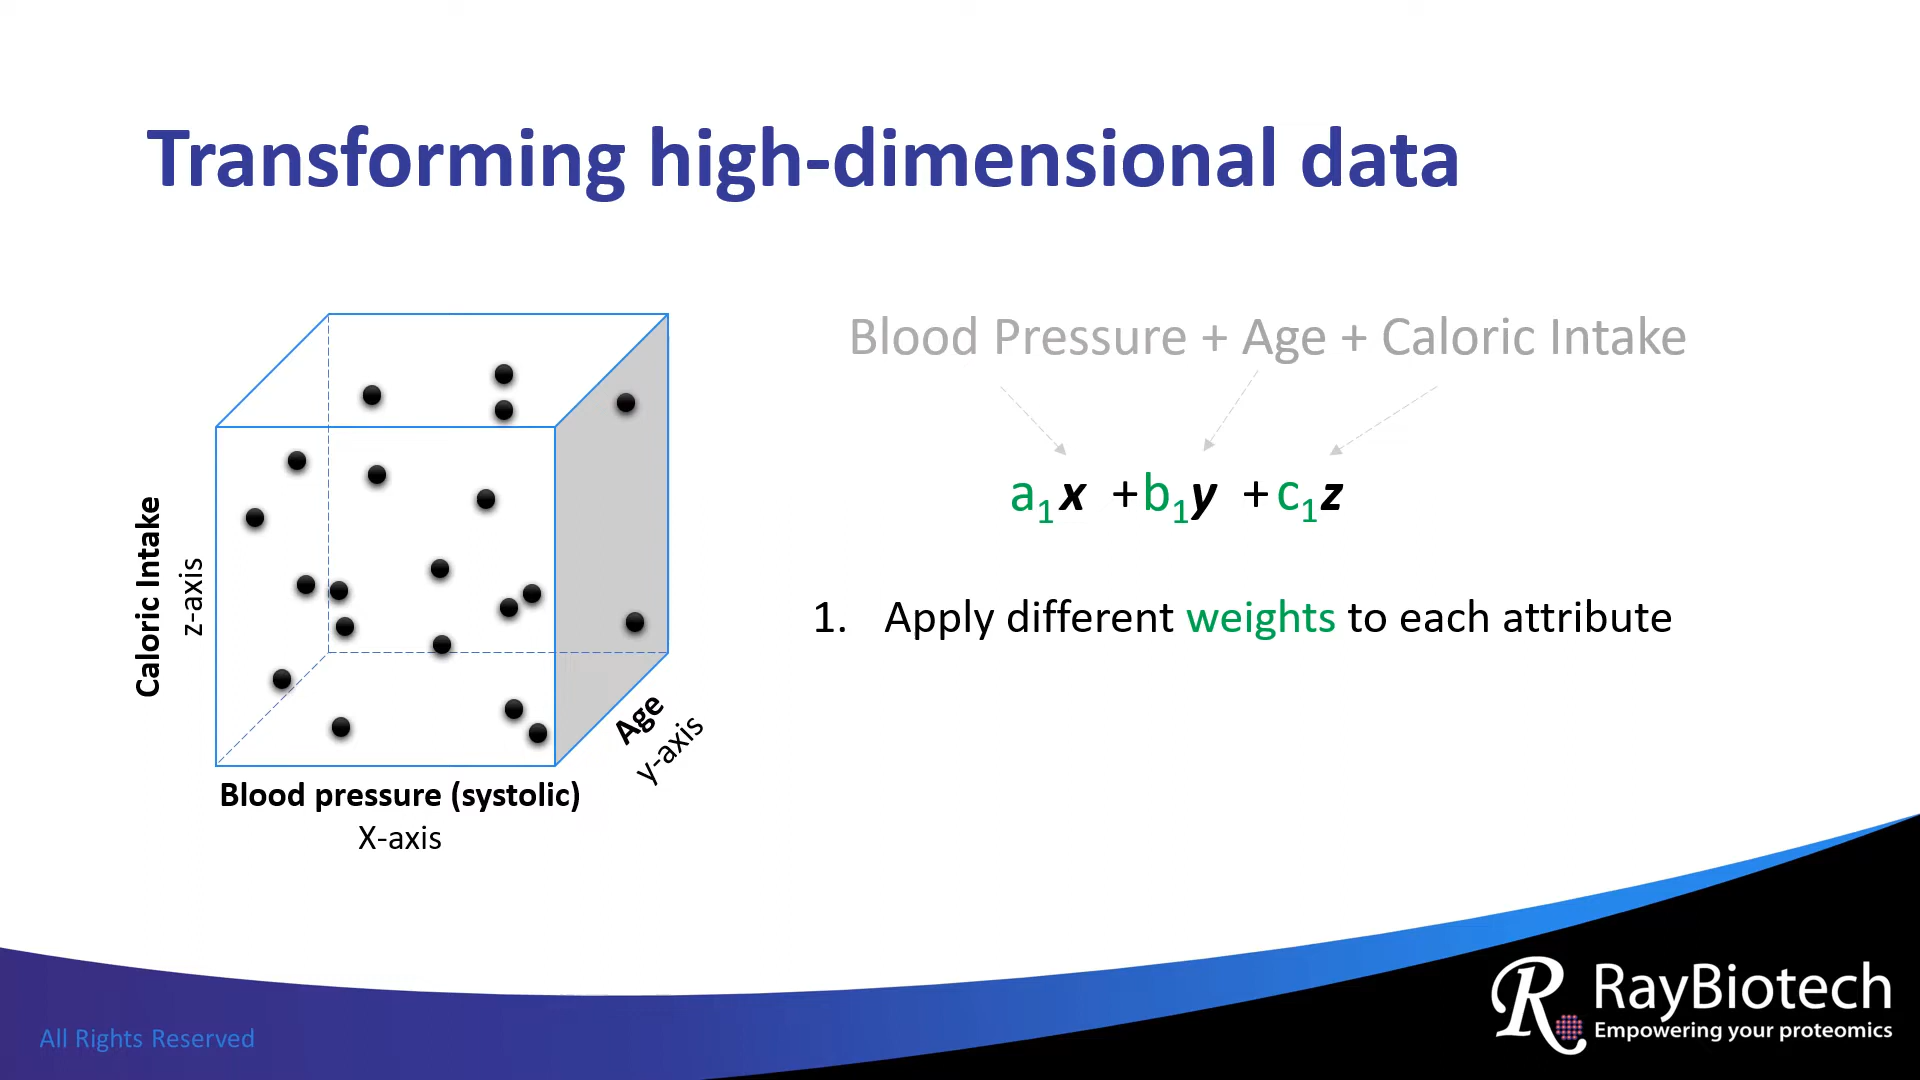 Transforming high-dimensional data
Blood Pressure + Age + Caloric Intake
a₁x + b₁y + c₁z
1. Apply different weights to each attribute
Caloric Intake
z-axis
Age
y-axis
Blood pressure (systolic)
X-axis
All Rights Reserved
R
RayBiotech
Empowering your proteomics